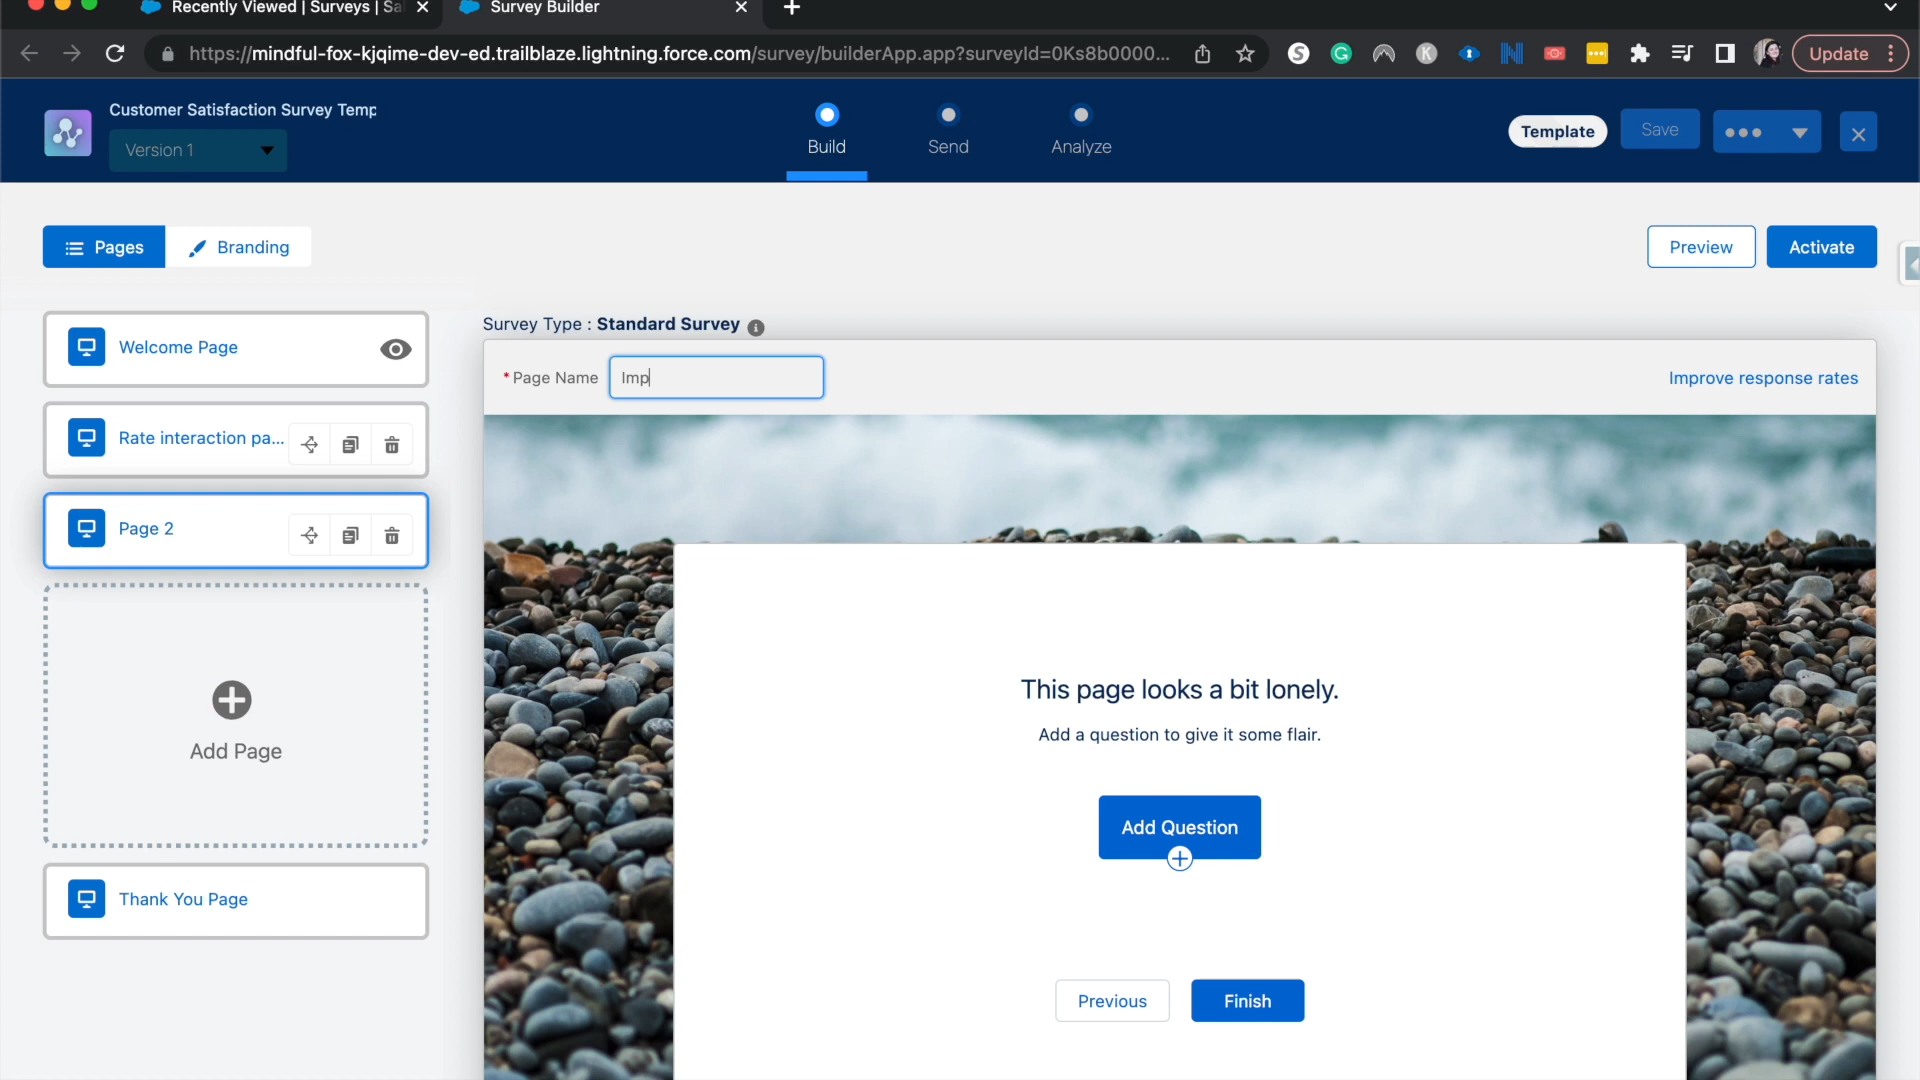 Recently Viewed | Surveys | Sa
Survey Builder
https://mindful-fox-kjqime-dev-ed.trailblaze.lightning.force.com/survey/builderApp.app?surveyId=0Ks8b0000...
Update
Customer Satisfaction Survey Temp
Version 1
Build
Send
Analyze
Template
Save
Pages
Branding
Preview
Activate
Welcome Page
Rate interaction pa...
Page 2
Add Page
Thank You Page
Survey Type : Standard Survey
* Page Name
Imp
Improve response rates
This page looks a bit lonely.
Add a question to give it some flair.
Add Question
Previous
Finish